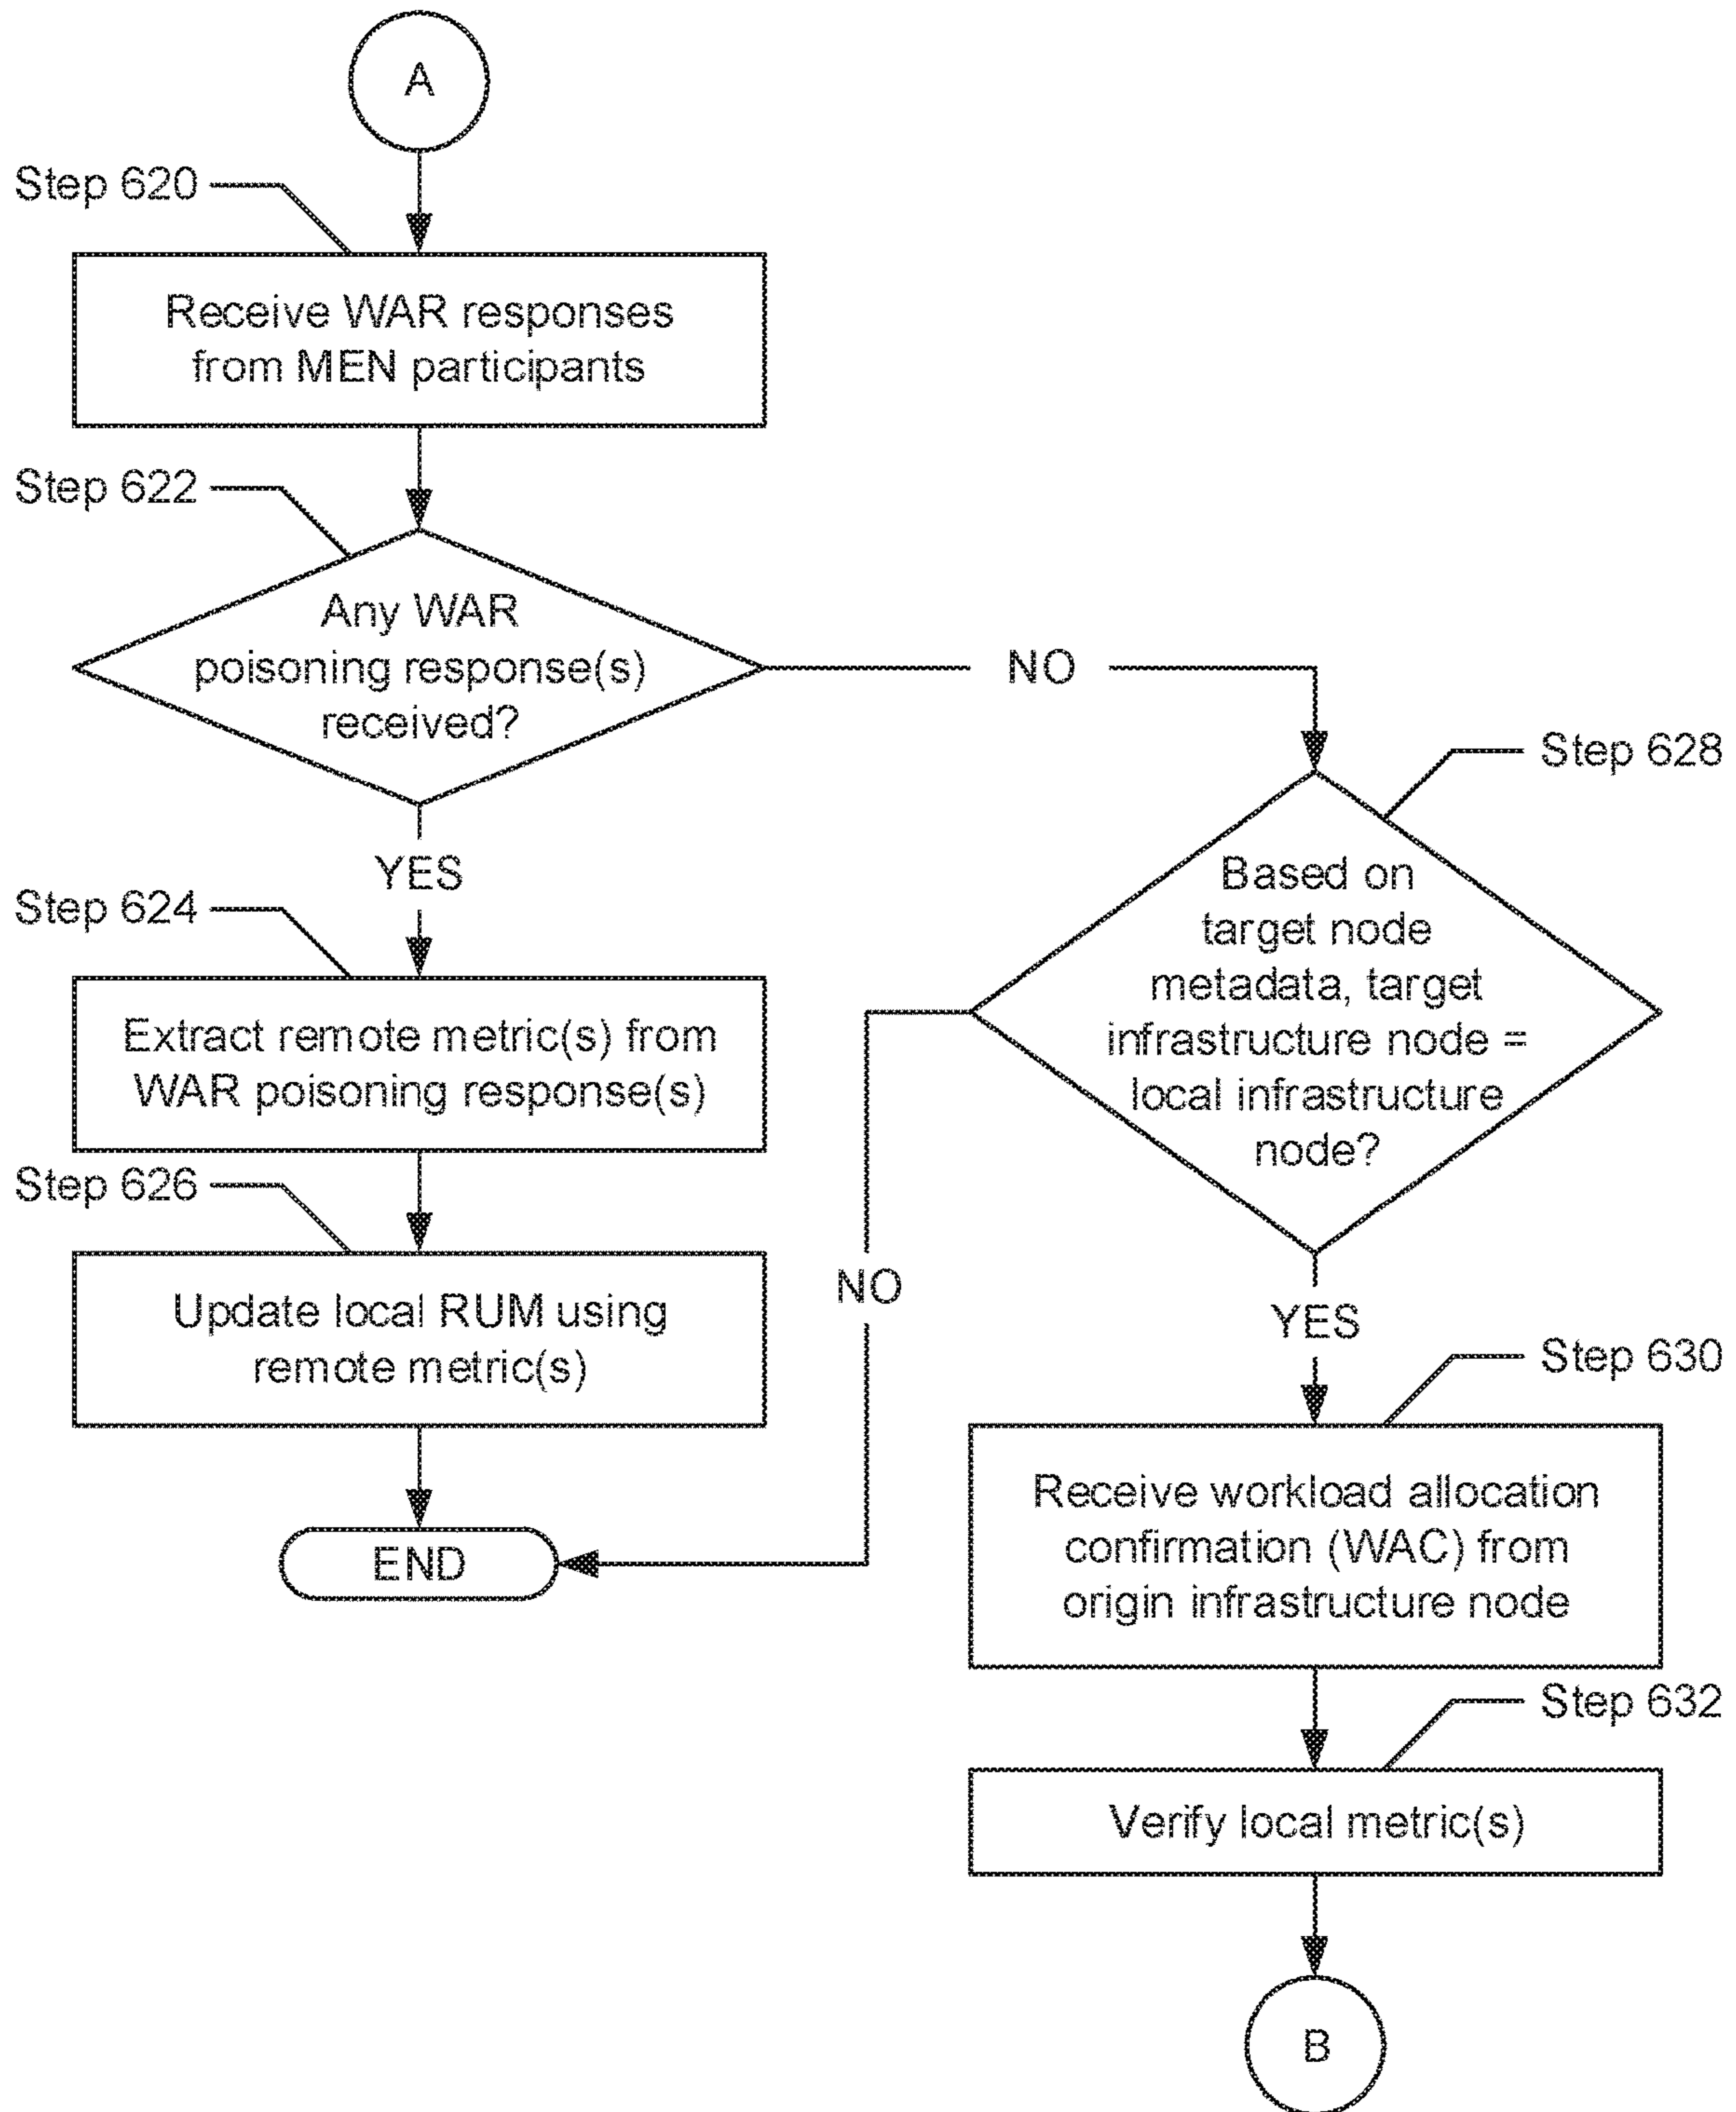 A
Step 620
Receive WAR responses
from MEN participants
Step 622
Any WAR
poisoning response(s)
received?
NO
YES
Step 624
Extract remote metric(s) from
WAR poisoning response(s)
Step 626
Update local RUM using
remote metric(s)
END
Step 628
Based on
target node
metadata, target
infrastructure node =
local infrastructure
node?
NO
YES
Step 630
Receive workload allocation
confirmation (WAC) from
origin infrastructure node
Step 632
Verify local metric(s)
B